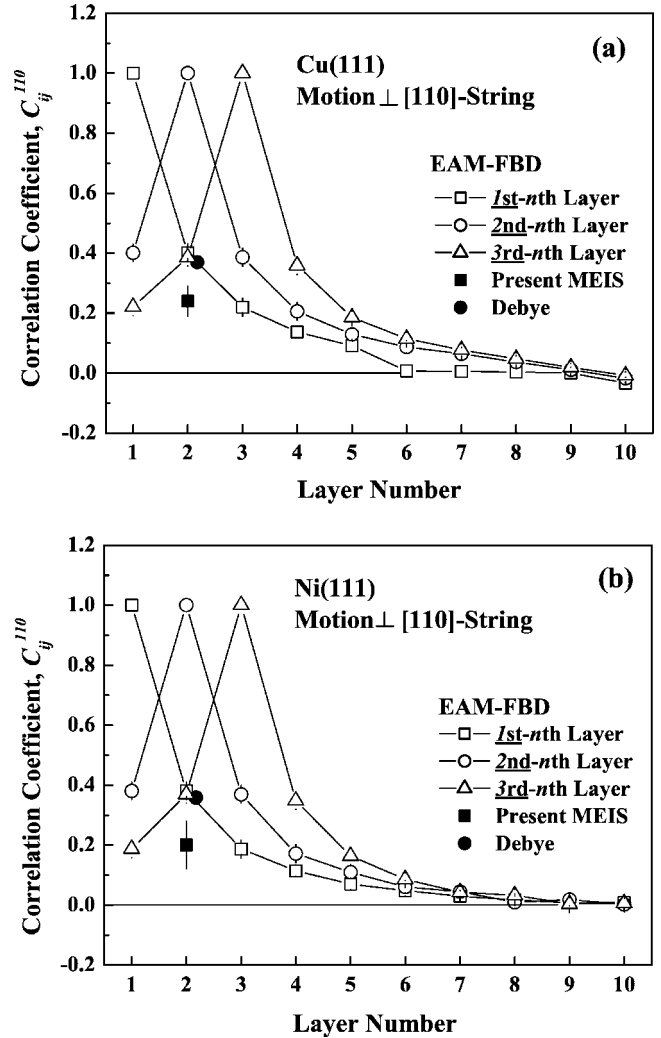 1.2
(a)
Cu(111)
1.0
Motion ⊥ [110]-String
0.8
EAM-FBD
0.6
1st-nth Layer
2nd-nth Layer
0.4
3rd-nth Layer
Present MEIS
0.2
Debye
0.0
-0.2
1 2 3 4 5 6 7 8 9 10
Layer Number
Correlation Coefficient, C_ij^110
1.2
(b)
Ni(111)
1.0
Motion⊥ [110]-String
0.8
EAM-FBD
0.6
1st-nth Layer
2nd-nth Layer
0.4
3rd-nth Layer
Present MEIS
0.2
Debye
0.0
-0.2
1 2 3 4 5 6 7 8 9 10
Layer Number
Correlation Coefficient, C_ij^110